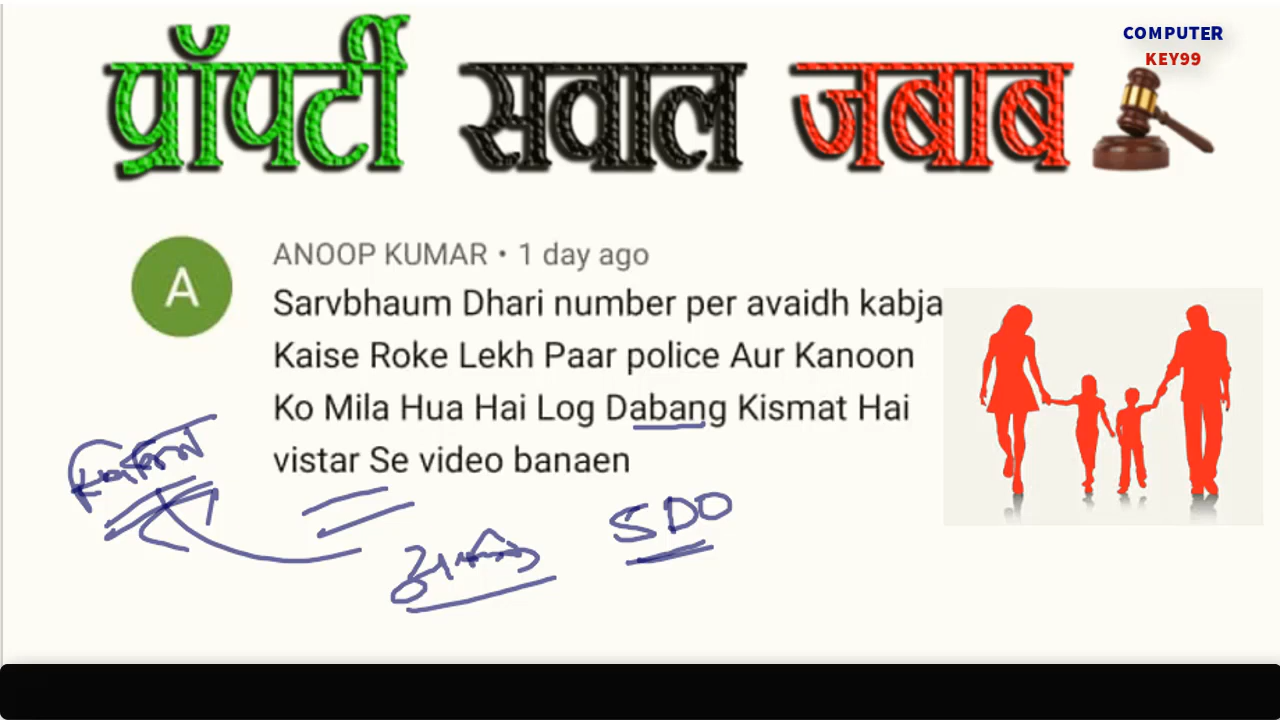 प्रॉपर्टी सवाल जबाब
COMPUTER
KEY99
A
ANOOP KUMAR • 1 day ago
Sarvbhaum Dhari number per avaidh kabja
Kaise Roke Lekh Paar police Aur Kanoon
Ko Mila Hua Hai Log Dabang Kismat Hai
vistar Se video banaen
SDO